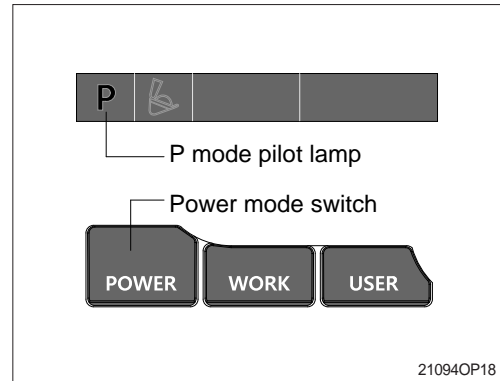 P
P mode pilot lamp
Power mode switch
POWER WORK USER
21094OP18